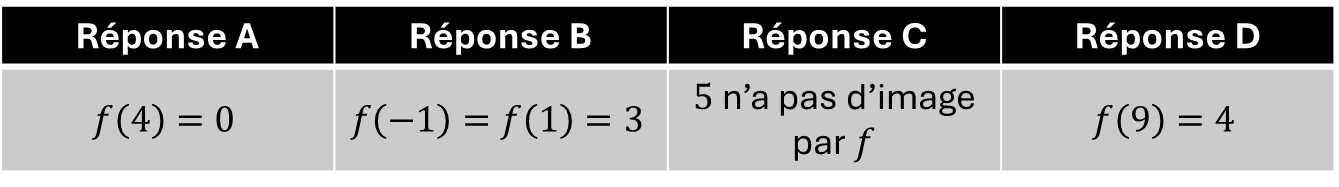 Réponse A Réponse B Réponse C Réponse D
f(4) = 0 f(−1) = f(1) = 3 5 n’a pas d’image par f f(9) = 4